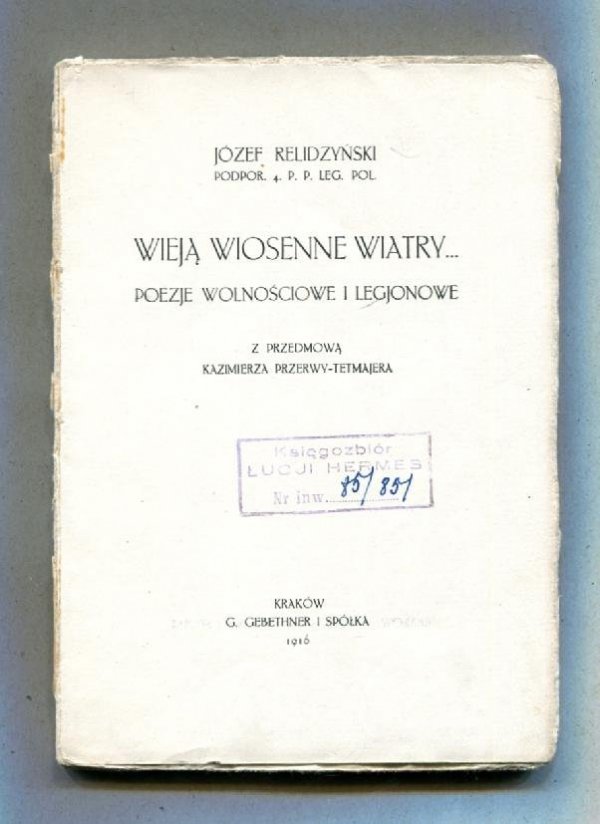 JÓZEF RELIDZYŃSKI
PODPOR. 4. P. P. LEG. POL.
WIEJĄ WIOSENNE WIATRY...
POEZJE WOLNOŚCIOWE I LEGJONOWE
Z PRZEDMOWĄ
KAZIMIERZA PRZERWY-TETMAJERA
Księgozbiór
ŁUCJI HERMES
Nr inw. 85/851
KRAKÓW
G. GEBETHNER I SPÓŁKA
1916